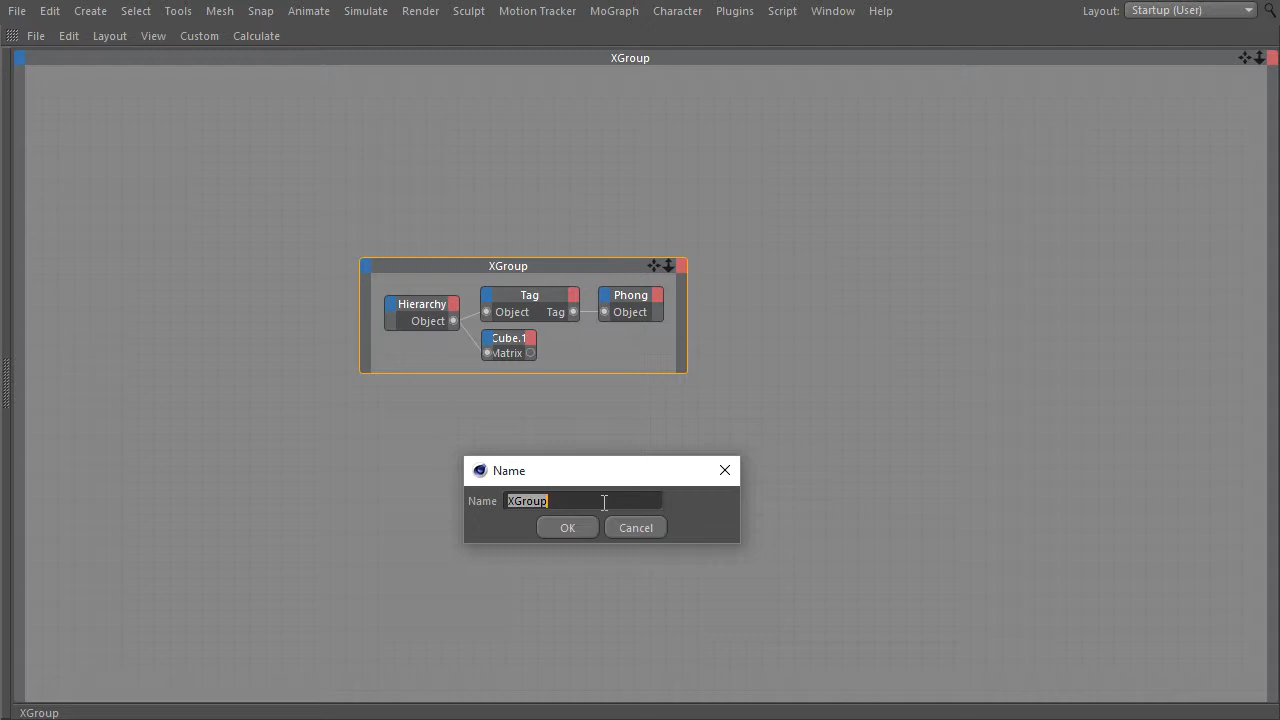 File Edit Create Select Tools Mesh Snap Animate Simulate Render Sculpt Motion Tracker MoGraph Character Plugins Script Window Help Layout: Startup (User)
File Edit Layout View Custom Calculate
XGroup
XGroup
Hierarchy
Object
Tag
Object Tag
Phong
Object
Cube.1
Matrix
Name
Name XGroup
OK Cancel
XGroup